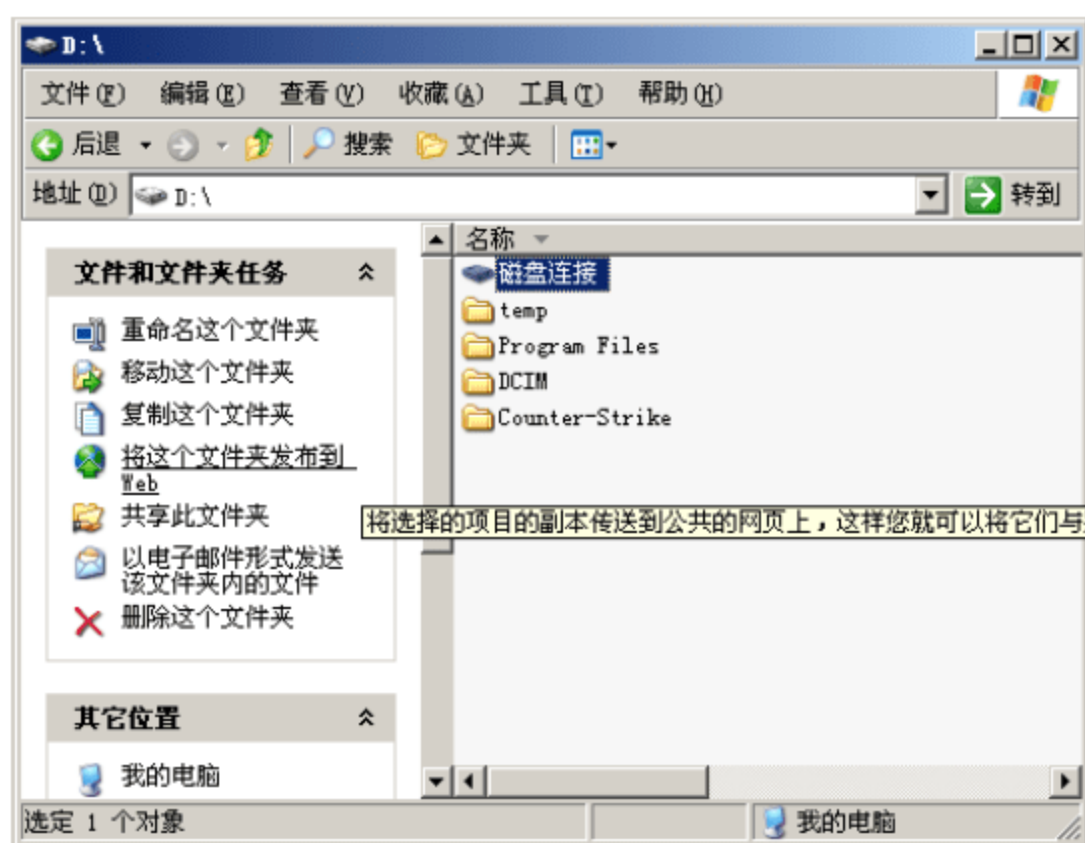 D:\
文件(F) 编辑(E) 查看(V) 收藏(A) 工具(T) 帮助(H)
后退 搜索 文件夹
地址(D) D:\ 转到
名称
文件和文件夹任务
重命名这个文件夹
移动这个文件夹
复制这个文件夹
将这个文件夹发布到
Web
共享此文件夹
以电子邮件形式发送
该文件夹内的文件
删除这个文件夹
其它位置
我的电脑
磁盘连接
temp
Program Files
DCIM
Counter-Strike
将选择的项目的副本传送到公共的网页上，这样您就可以将它们与
选定 1 个对象 我的电脑